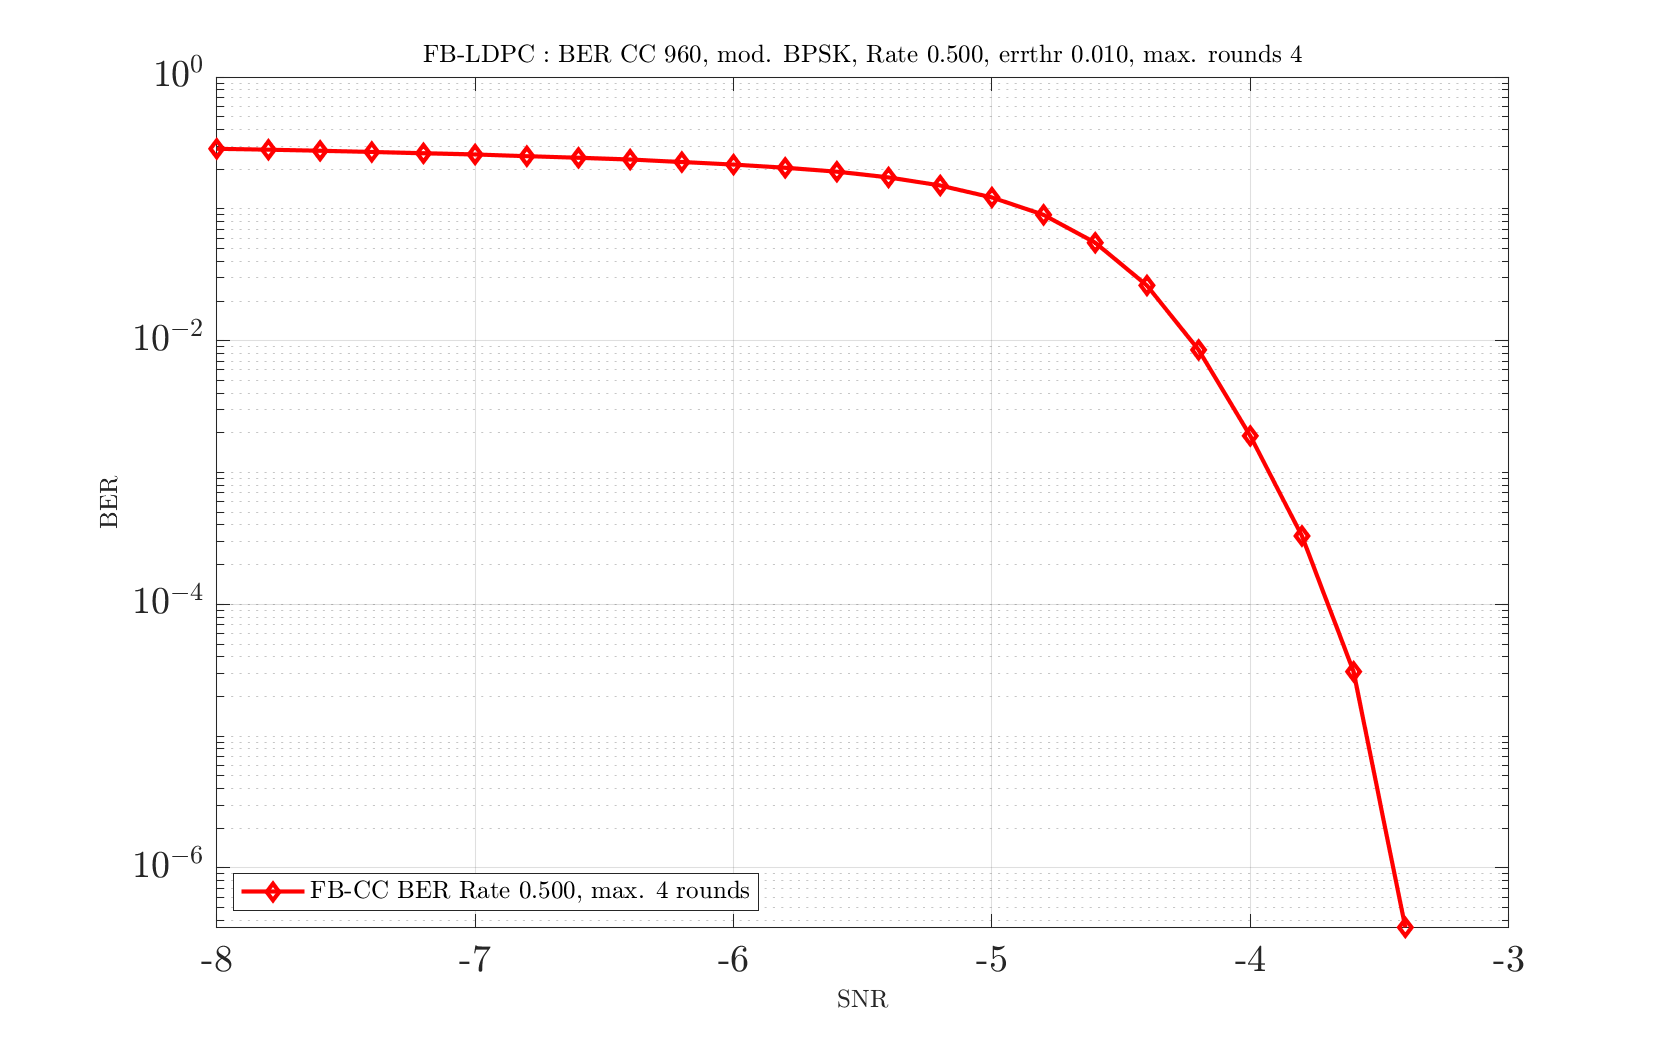 FB-LDPC : BER CC 960, mod. BPSK, Rate 0.500, errthr 0.010, max. rounds 4
10^0
10^-2
10^-4
10^-6
BER
FB-CC BER Rate 0.500, max. 4 rounds
-8 -7 -6 -5 -4 -3
SNR